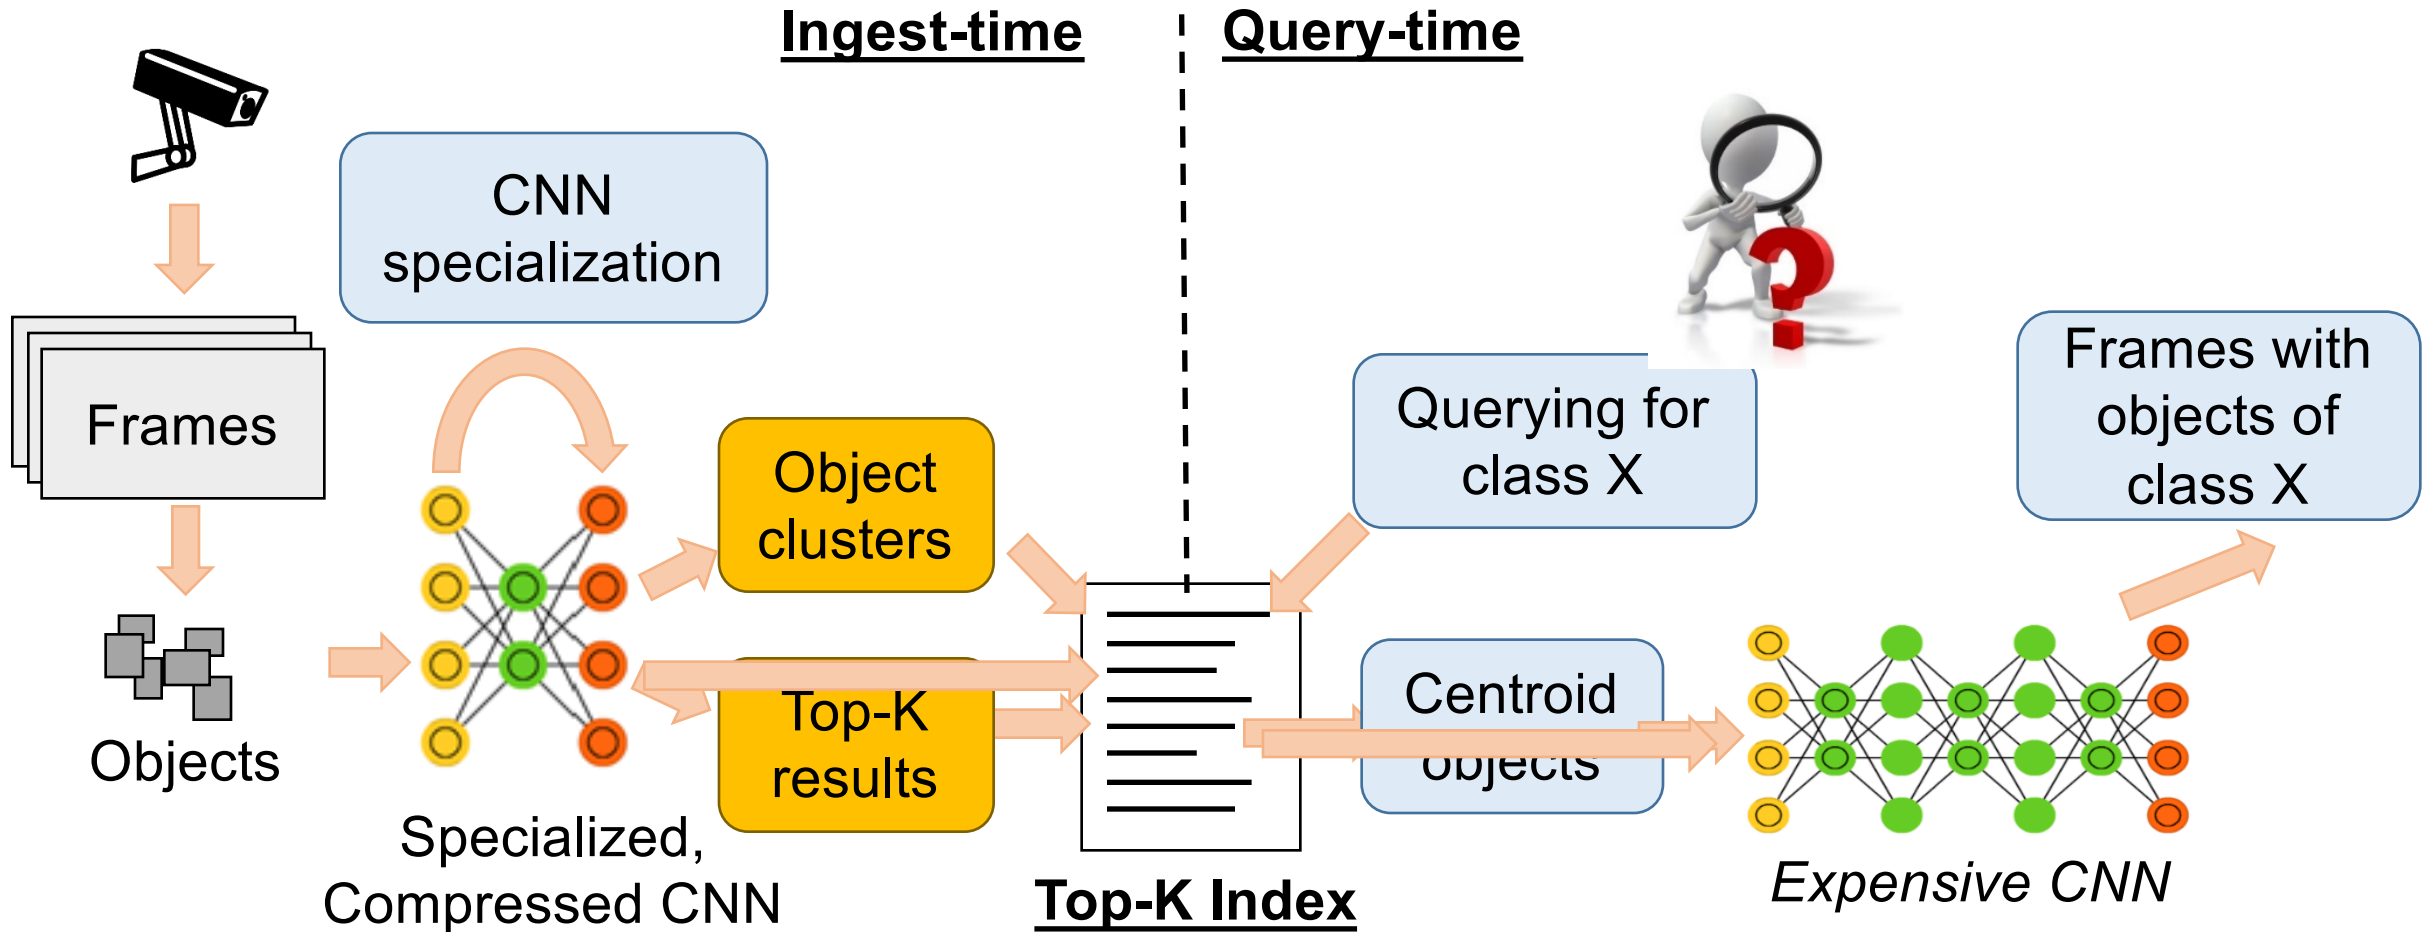 Ingest-time
Query-time
CNN
specialization
Frames
Objects
Specialized,
Compressed CNN
Object
clusters
Top-K
results
Top-K Index
Querying for
class X
Centroid
objects
Expensive CNN
Frames with
objects of
class X